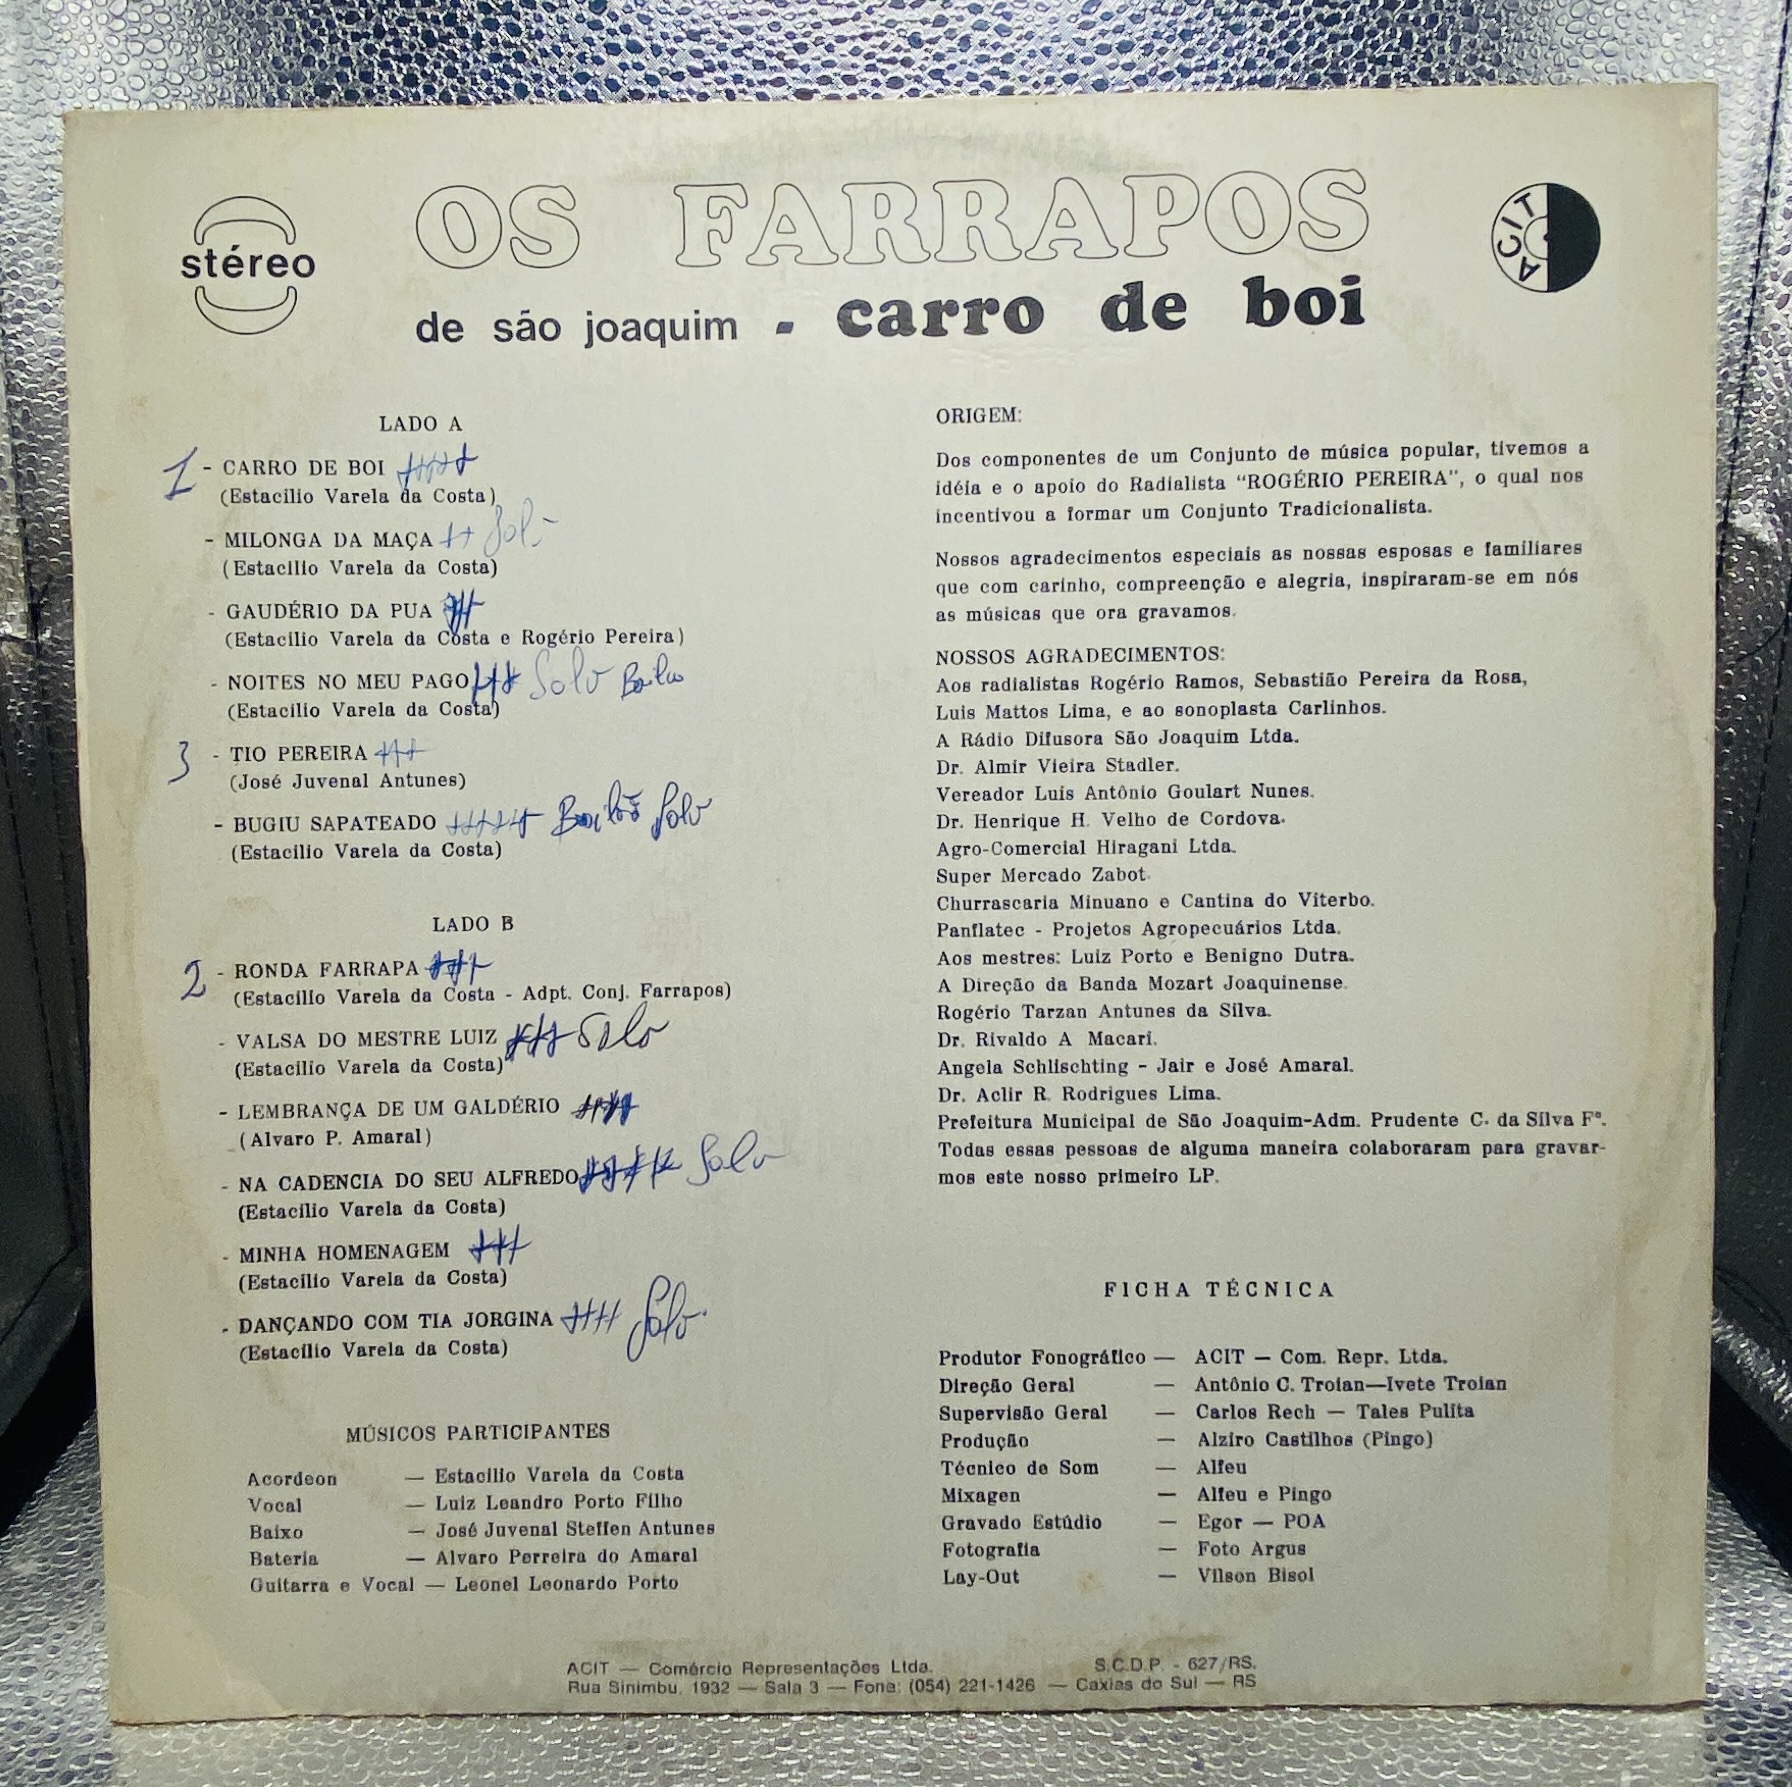 OS FARRAPOS
stéreo
ACIT
de são joaquim - carro de boi
LADO A
1 - CARRO DE BOI
(Estacilio Varela da Costa)
- MILONGA DA MAÇA Solo
(Estacilio Varela da Costa)
- GAUDÉRIO DA PUA
(Estacilio Varela da Costa e Rogério Pereira)
- NOITES NO MEU PAGO Solo
(Estacilio Varela da Costa)
3 - TIO PEREIRA
(José Juvenal Antunes)
- BUGIU SAPATEADO Bailão Solo
(Estacilio Varela da Costa)
LADO B
2 - RONDA FARRAPA
(Estacilio Varela da Costa - Adpt. Conj. Farrapos)
- VALSA DO MESTRE LUIZ Solo
(Estacilio Varela da Costa)
- LEMBRANÇA DE UM GALDÉRIO
(Alvaro P. Amaral)
- NA CADENCIA DO SEU ALFREDO Solo
(Estacilio Varela da Costa)
- MINHA HOMENAGEM
(Estacilio Varela da Costa)
- DANÇANDO COM TIA JORGINA Solo
(Estacilio Varela da Costa)
MÚSICOS PARTICIPANTES
Acordeon — Estacilio Varela da Costa
Vocal — Luiz Leandro Porto Filho
Baixo — José Juvenal Steffen Antunes
Bateria — Alvaro Perreira do Amaral
Guitarra e Vocal — Leonel Leonardo Porto
ORIGEM:
Dos componentes de um Conjunto de música popular, tivemos a
idéia e o apoio do Radialista “ROGÉRIO PEREIRA”, o qual nos
incentivou a formar um Conjunto Tradicionalista.
Nossos agradecimentos especiais as nossas esposas e familiares
que com carinho, compreenção e alegria, inspiraram-se em nós
as músicas que ora gravamos.
NOSSOS AGRADECIMENTOS:
Aos radialistas Rogério Ramos, Sebastião Pereira da Rosa,
Luis Mattos Lima, e ao sonoplasta Carlinhos.
A Rádio Difusora São Joaquim Ltda.
Dr. Almir Vieira Stadler.
Vereador Luis Antônio Goulart Nunes.
Dr. Henrique H. Velho de Cordova.
Agro-Comercial Hiragani Ltda.
Super Mercado Zabot.
Churrascaria Minuano e Cantina do Viterbo.
Panflatec - Projetos Agropecuários Ltda.
Aos mestres: Luiz Porto e Benigno Dutra.
A Direção da Banda Mozart Joaquinense.
Rogério Tarzan Antunes da Silva.
Dr. Rivaldo A Macari.
Angela Schlischting - Jair e José Amaral.
Dr. Aclir R. Rodrigues Lima.
Prefeitura Municipal de São Joaquim-Adm. Prudente C. da Silva Fº.
Todas essas pessoas de alguma maneira colaboraram para gravar-
mos este nosso primeiro LP.
FICHA TÉCNICA
Produtor Fonográfico — ACIT — Com. Repr. Ltda.
Direção Geral — Antônio C. Troian—Ivete Troian
Supervisão Geral — Carlos Rech — Tales Pulita
Produção — Alziro Castilhos (Pingo)
Técnico de Som — Alfeu
Mixagem — Alfeu e Pingo
Gravado Estúdio — Egor — POA
Fotografia — Foto Argus
Lay-Out — Vilson Bisol
ACIT — Comércio Representações Ltda. S.C.D.P. - 627/RS.
Rua Sinimbu, 1932 — Sala 3 — Fone: (054) 221-1426 — Caxias do Sul — RS